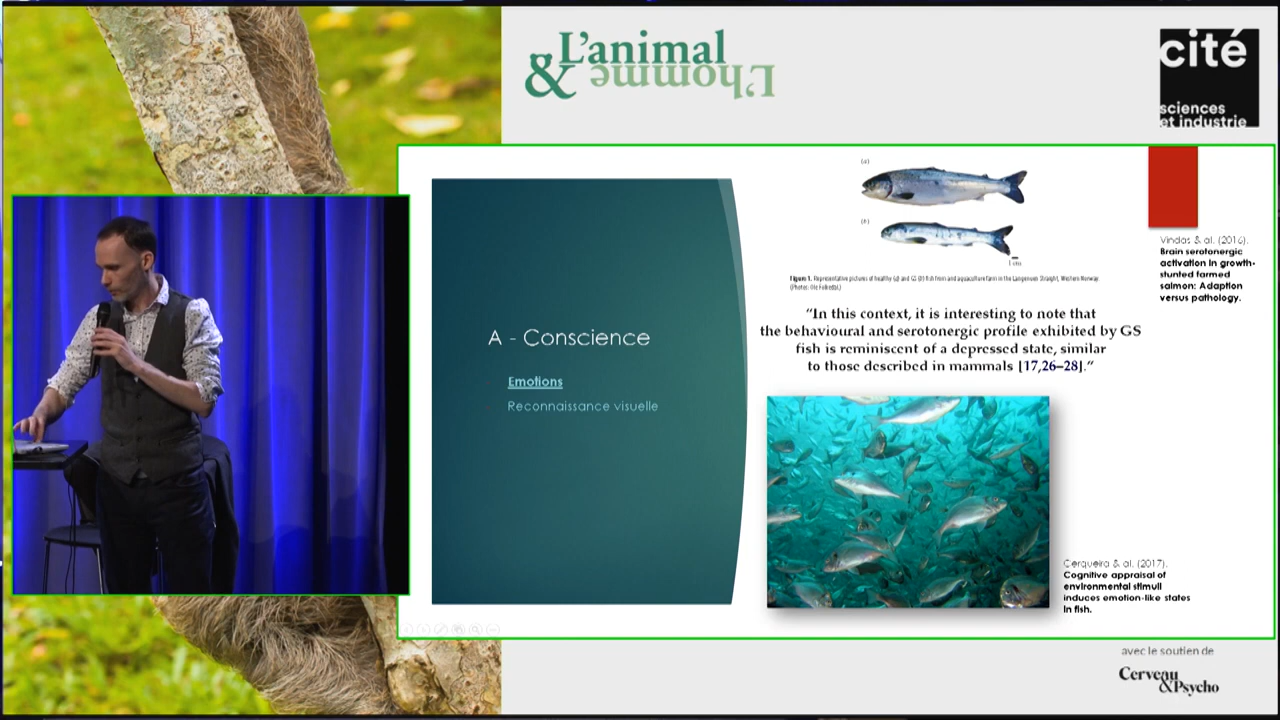 L'animal
&
L'homme
cité
sciences
et industrie
A - Conscience
Emotions
Reconnaissance visuelle
(a)
(b)
1 cm
Figure 1. Representative pictures of healthy (a) and GS (b) fish from and aquaculture farm in the Langenuen Straight, Western Norway.
(Photos: Ole Folkedal.)
"In this context, it is interesting to note that
the behavioural and serotonergic profile exhibited by GS
fish is reminiscent of a depressed state, similar
to those described in mammals [17,26–28]."
Vindas & al. (2016).
Brain serotonergic
activation in growth-
stunted farmed
salmon: Adaption
versus pathology.
Cerqueira & al. (2017).
Cognitive appraisal of
environmental stimuli
induces emotion-like states
in fish.
avec le soutien de
Cerveau
&Psycho